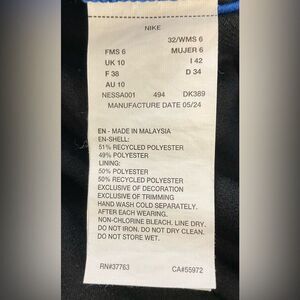 NIKE
32/WMS 6
FMS 6 MUJER 6
UK 10 I 42
F 38 D 34
AU 10
NESSA001 494 DK389
MANUFACTURE DATE 05/24
EN - MADE IN MALAYSIA
EN-SHELL:
51% RECYCLED POLYESTER
49% POLYESTER
LINING:
50% POLYESTER
50% RECYCLED POLYESTER
EXCLUSIVE OF DECORATION
EXCLUSIVE OF TRIMMING
HAND WASH COLD SEPARATELY.
AFTER EACH WEARING.
NON-CHLORINE BLEACH. LINE DRY.
DO NOT IRON. DO NOT DRY CLEAN.
DO NOT STORE WET.
RN#37763 CA#55972